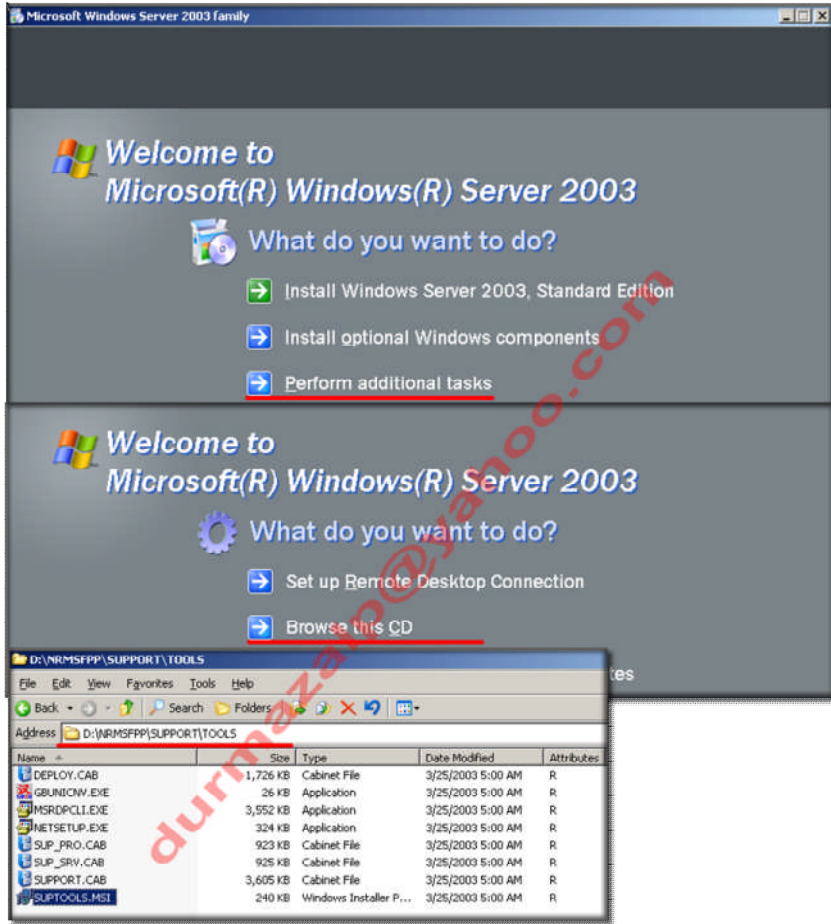 Microsoft Windows Server 2003 family
Welcome to
Microsoft(R) Windows(R) Server 2003
What do you want to do?
Install Windows Server 2003, Standard Edition
Install optional Windows components
Perform additional tasks
Welcome to
Microsoft(R) Windows(R) Server 2003
What do you want to do?
Set up Remote Desktop Connection
Browse this CD
tes
D:\NRMSFPP\SUPPORT\TOOLS
File Edit View Favorites Tools Help
Back Search Folders
Address D:\NRMSFPP\SUPPORT\TOOLS
Name Size Type Date Modified Attributes
DEPLOY.CAB 1,726 KB Cabinet File 3/25/2003 5:00 AM R
GBUNICNV.EXE 26 KB Application 3/25/2003 5:00 AM R
MSRDPCLI.EXE 3,552 KB Application 3/25/2003 5:00 AM R
NETSETUP.EXE 324 KB Application 3/25/2003 5:00 AM R
SUP_PRO.CAB 923 KB Cabinet File 3/25/2003 5:00 AM R
SUP_SRV.CAB 925 KB Cabinet File 3/25/2003 5:00 AM R
SUPPORT.CAB 3,605 KB Cabinet File 3/25/2003 5:00 AM R
SUPTOOLS.MSI 240 KB Windows Installer P... 3/25/2003 5:00 AM R
durmazalp@yahoo.com